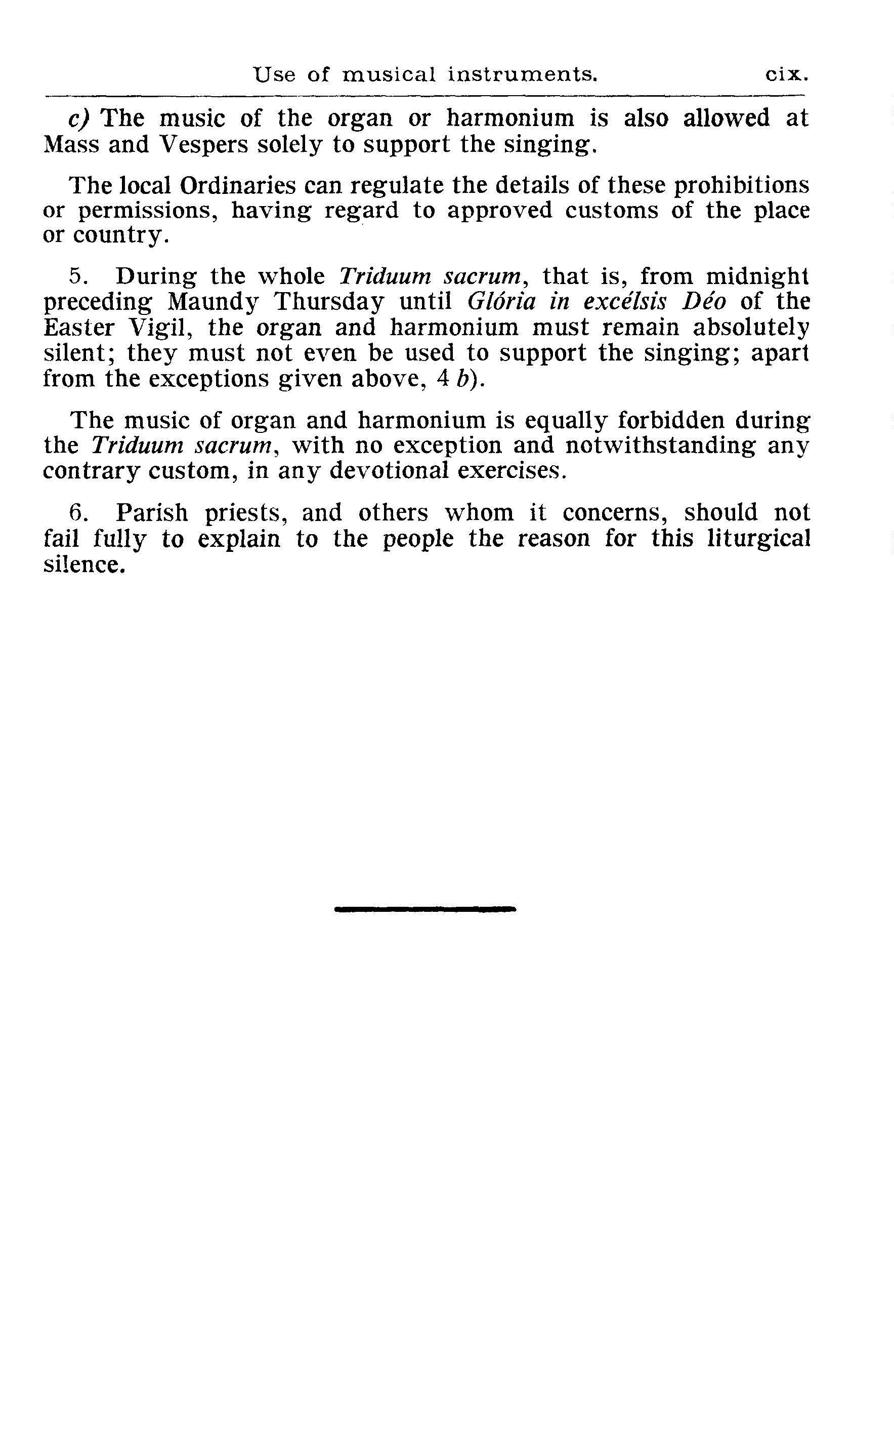 Use of musical instruments. cix.
c) The music of the organ or harmonium is also allowed at
Mass and Vespers solely to support the singing.
The local Ordinaries can regulate the details of these prohibitions
or permissions, having regard to approved customs of the place
or country.
5. During the whole Triduum sacrum, that is, from midnight
preceding Maundy Thursday until Glória in excélsis Déo of the
Easter Vigil, the organ and harmonium must remain absolutely
silent; they must not even be used to support the singing; apart
from the exceptions given above, 4 b).
The music of organ and harmonium is equally forbidden during
the Triduum sacrum, with no exception and notwithstanding any
contrary custom, in any devotional exercises.
6. Parish priests, and others whom it concerns, should not
fail fully to explain to the people the reason for this liturgical
silence.